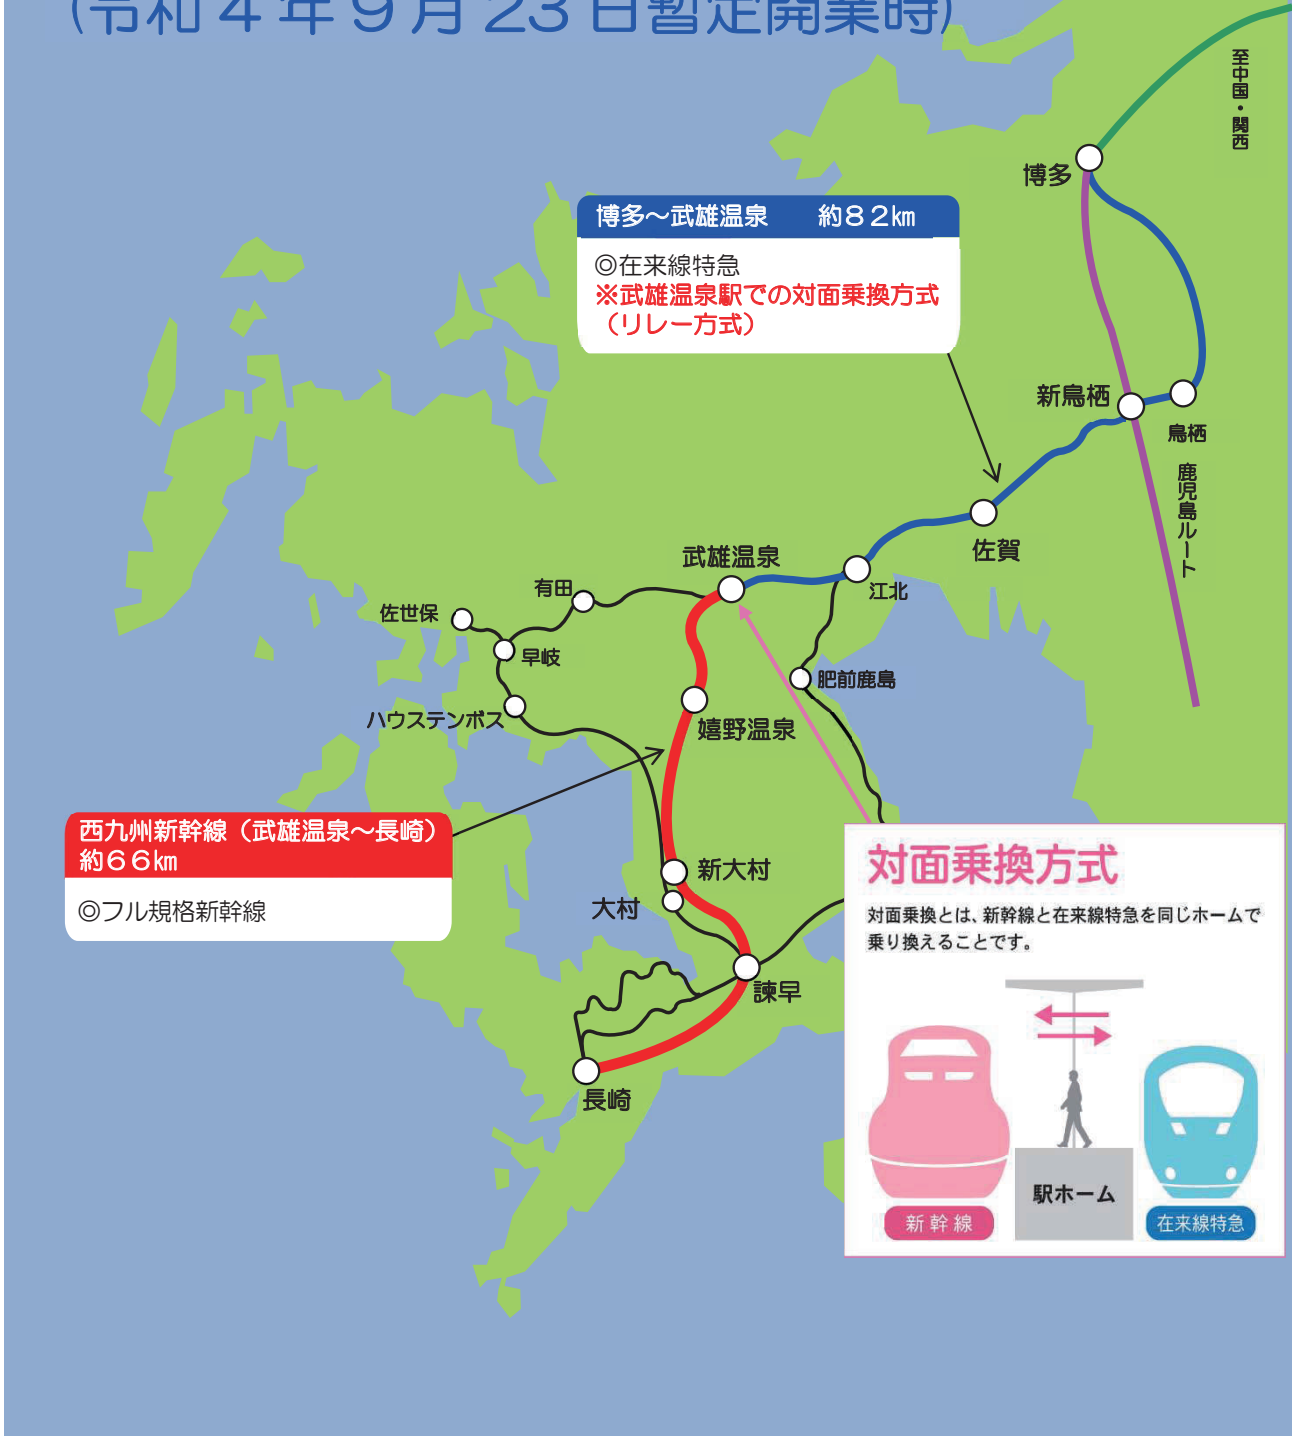 (令和４年９月23日暫定開業時)
至中国・関西
博多
博多～武雄温泉　約８２㎞
◎在来線特急
※武雄温泉駅での対面乗換方式
（リレー方式）
新鳥栖
鳥栖
鹿児島ルート
佐賀
武雄温泉
江北
有田
佐世保
早岐
肥前鹿島
ハウステンボス
嬉野温泉
西九州新幹線（武雄温泉～長崎）
約６６㎞
◎フル規格新幹線
新大村
大村
諫早
長崎
対面乗換方式
対面乗換とは、新幹線と在来線特急を同じホームで
乗り換えることです。
駅ホーム
新幹線
在来線特急